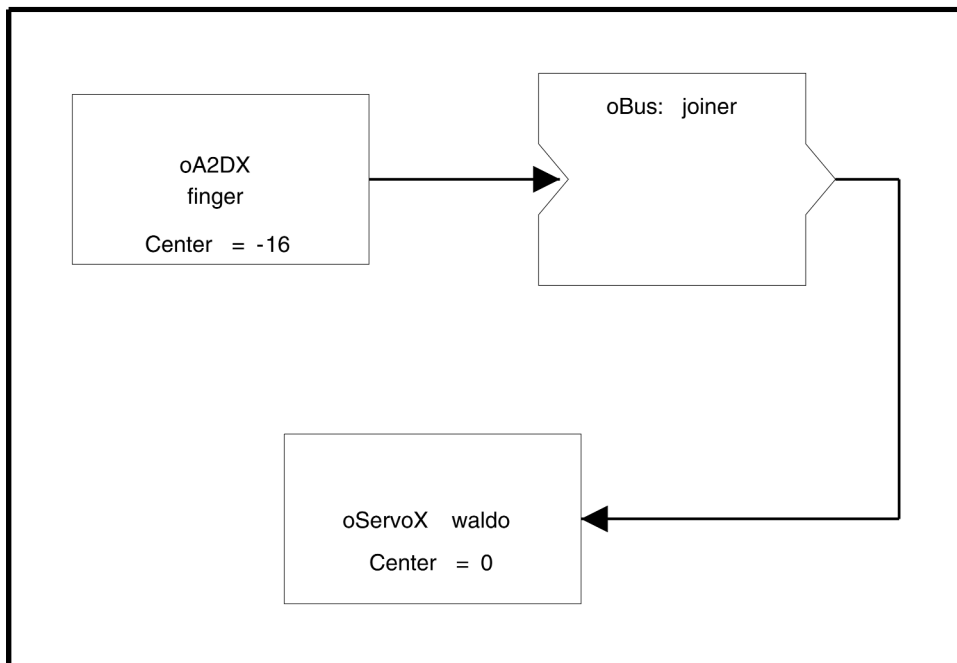 oBus: joiner
oA2DX
finger
Center = -16
oServoX waldo
Center = 0